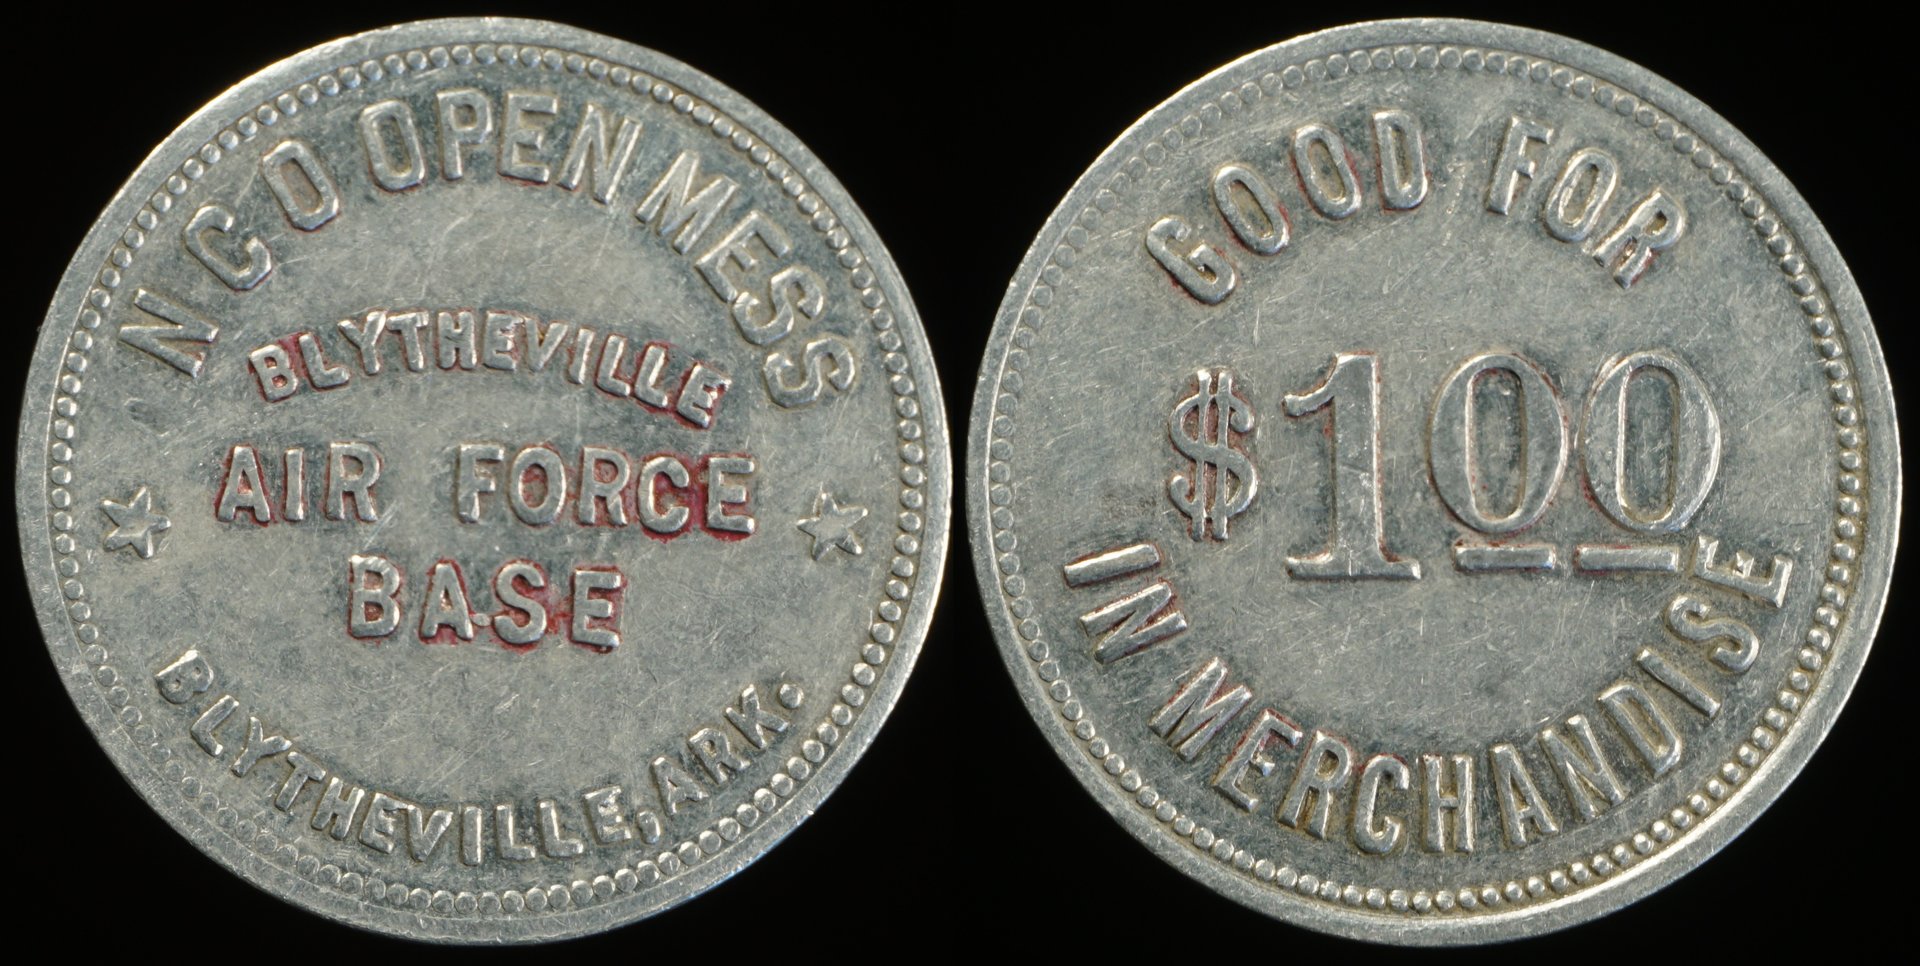 N C O OPEN MESS
BLYTHEVILLE
AIR FORCE
BASE
BLYTHEVILLE, ARK.
GOOD FOR
$100
IN MERCHANDISE